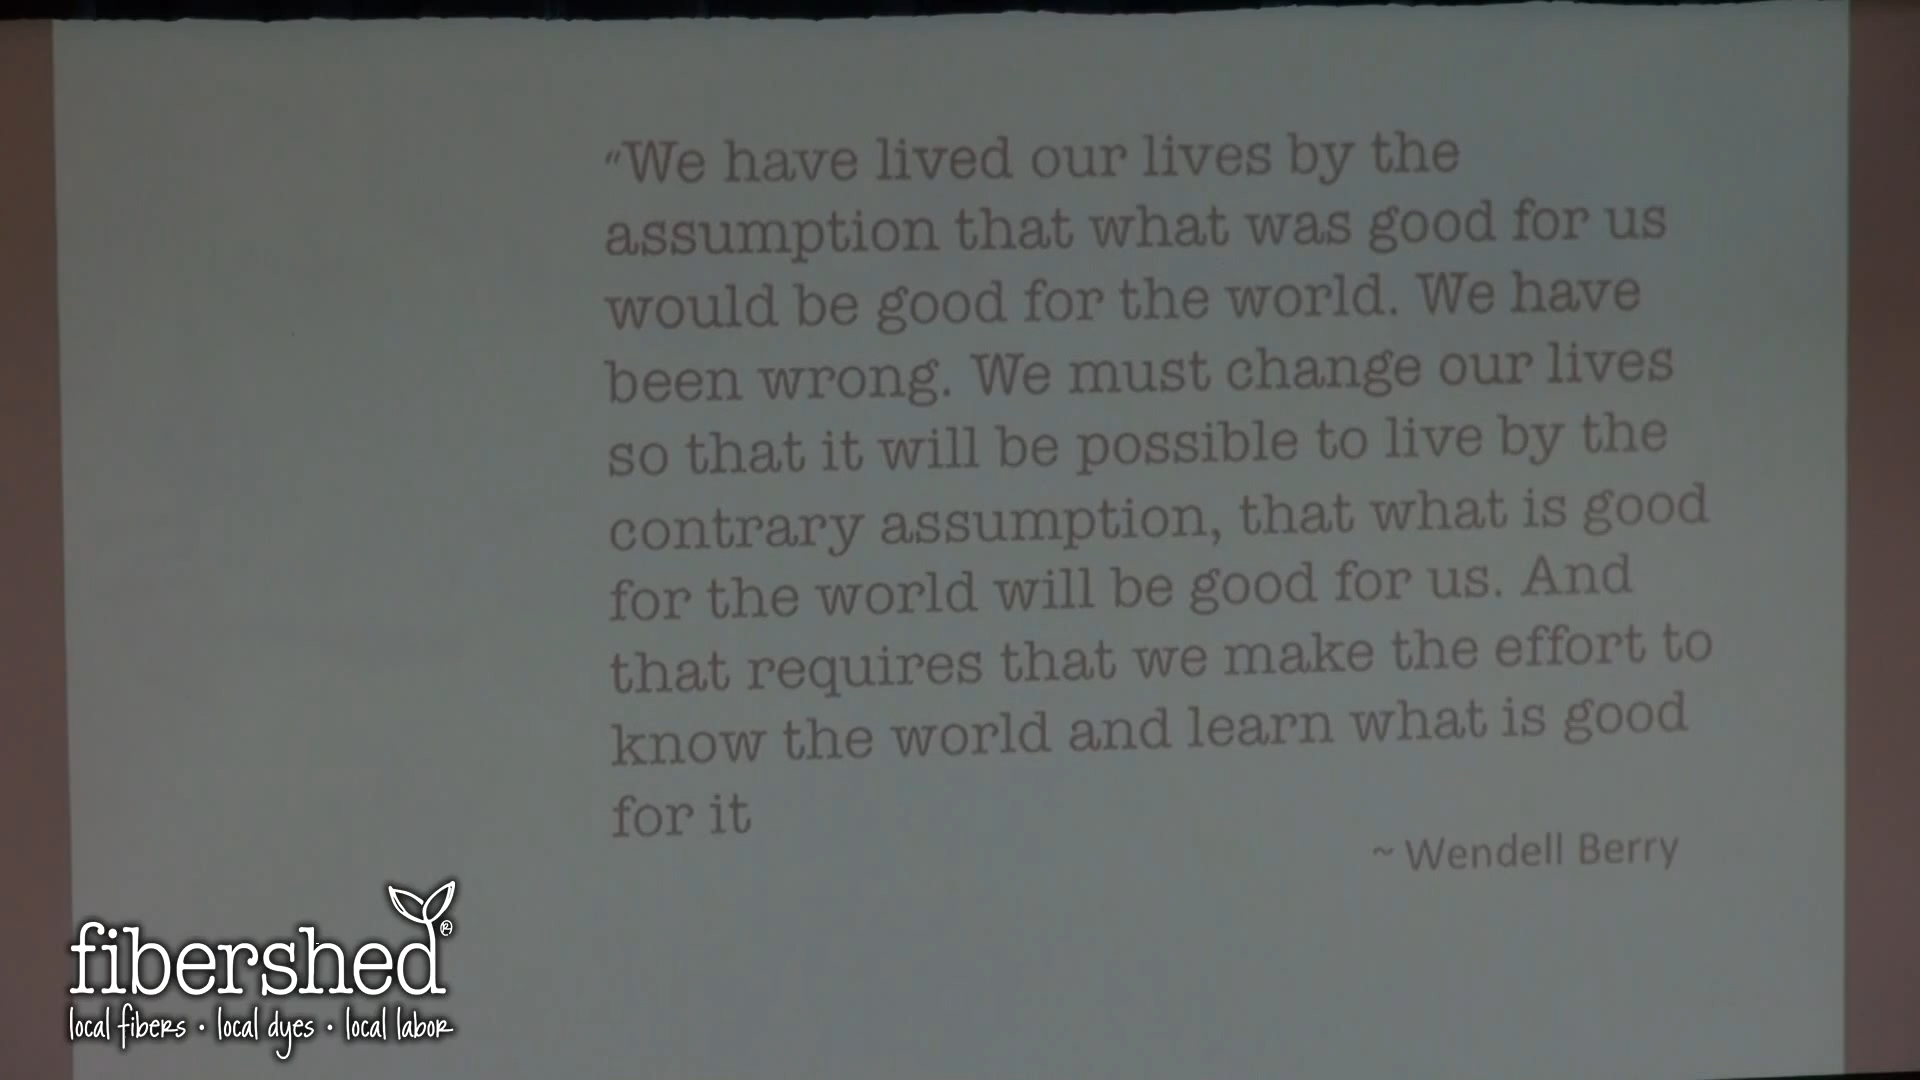 “We have lived our lives by the
assumption that what was good for us
would be good for the world. We have
been wrong. We must change our lives
so that it will be possible to live by the
contrary assumption, that what is good
for the world will be good for us. And
that requires that we make the effort to
know the world and learn what is good
for it
~ Wendell Berry
fibershed®
local fibers · local dyes · local labor